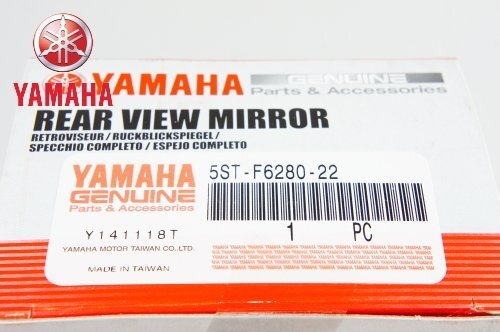 YAMAHA
YAMAHA GENUINE
Parts & Accessories
REAR VIEW MIRROR
RETROVISEUR / RUCKBLICKSPIEGEL /
SPECCHIO COMPLETO / ESPEJO COMPLETO
YAMAHA
GENUINE
Parts & Accessories
Y141118T
YAMAHA MOTOR TAIWAN CO.,LTD.
MADE IN TAIWAN
5ST-F6280-22
1 PC